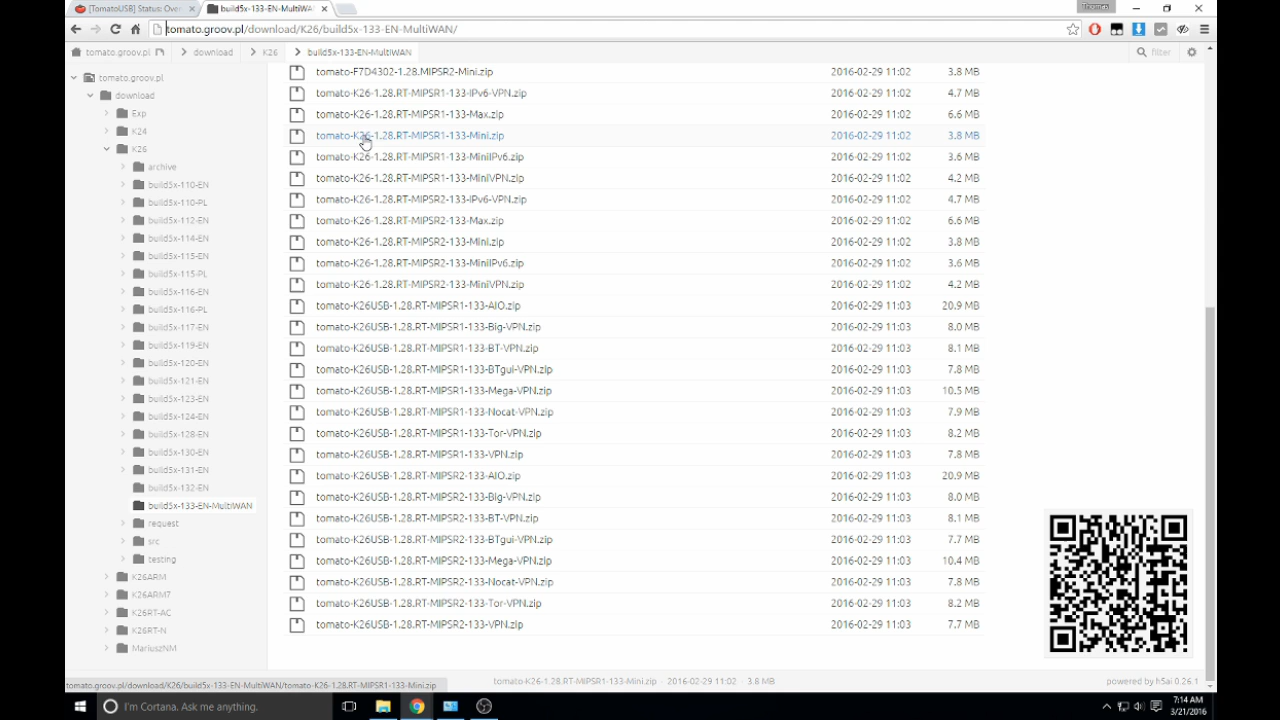 [TomatoUSB] Status: Over
build5x-133-EN-MultiWA
Thomas
tomato.groov.pl/download/K26/build5x-133-EN-MultiWAN/
tomato.groov.pl
download
K26
build5x-133-EN-MultiWAN
filter
tomato.groov.pl
download
Exp
K24
K26
archive
build5x-110-EN
build5x-110-PL
build5x-112-EN
build5x-114-EN
build5x-115-EN
build5x-115-PL
build5x-116-EN
build5x-116-PL
build5x-117-EN
build5x-119-EN
build5x-120-EN
build5x-121-EN
build5x-123-EN
build5x-124-EN
build5x-128-EN
build5x-130-EN
build5x-131-EN
build5x-132-EN
build5x-133-EN-MultiWAN
request
src
testing
K26ARM
K26ARM7
K26RT-AC
K26RT-N
MariuszNM
tomato-F7D4302-1.28.MIPSR2-Mini.zip 2016-02-29 11:02 3.8 MB
tomato-K26-1.28.RT-MIPSR1-133-IPv6-VPN.zip 2016-02-29 11:02 4.7 MB
tomato-K26-1.28.RT-MIPSR1-133-Max.zip 2016-02-29 11:02 6.6 MB
tomato-K26-1.28.RT-MIPSR1-133-Mini.zip 2016-02-29 11:02 3.8 MB
tomato-K26-1.28.RT-MIPSR1-133-MiniIPv6.zip 2016-02-29 11:02 3.6 MB
tomato-K26-1.28.RT-MIPSR1-133-MiniVPN.zip 2016-02-29 11:02 4.2 MB
tomato-K26-1.28.RT-MIPSR2-133-IPv6-VPN.zip 2016-02-29 11:02 4.7 MB
tomato-K26-1.28.RT-MIPSR2-133-Max.zip 2016-02-29 11:02 6.6 MB
tomato-K26-1.28.RT-MIPSR2-133-Mini.zip 2016-02-29 11:02 3.8 MB
tomato-K26-1.28.RT-MIPSR2-133-MiniIPv6.zip 2016-02-29 11:02 3.6 MB
tomato-K26-1.28.RT-MIPSR2-133-MiniVPN.zip 2016-02-29 11:02 4.2 MB
tomato-K26USB-1.28.RT-MIPSR1-133-AIO.zip 2016-02-29 11:03 20.9 MB
tomato-K26USB-1.28.RT-MIPSR1-133-Big-VPN.zip 2016-02-29 11:03 8.0 MB
tomato-K26USB-1.28.RT-MIPSR1-133-BT-VPN.zip 2016-02-29 11:03 8.1 MB
tomato-K26USB-1.28.RT-MIPSR1-133-BTgui-VPN.zip 2016-02-29 11:03 7.8 MB
tomato-K26USB-1.28.RT-MIPSR1-133-Mega-VPN.zip 2016-02-29 11:03 10.5 MB
tomato-K26USB-1.28.RT-MIPSR1-133-Nocat-VPN.zip 2016-02-29 11:03 7.9 MB
tomato-K26USB-1.28.RT-MIPSR1-133-Tor-VPN.zip 2016-02-29 11:03 8.2 MB
tomato-K26USB-1.28.RT-MIPSR1-133-VPN.zip 2016-02-29 11:03 7.8 MB
tomato-K26USB-1.28.RT-MIPSR2-133-AIO.zip 2016-02-29 11:03 20.9 MB
tomato-K26USB-1.28.RT-MIPSR2-133-Big-VPN.zip 2016-02-29 11:03 8.0 MB
tomato-K26USB-1.28.RT-MIPSR2-133-BT-VPN.zip 2016-02-29 11:03 8.1 MB
tomato-K26USB-1.28.RT-MIPSR2-133-BTgui-VPN.zip 2016-02-29 11:03 7.7 MB
tomato-K26USB-1.28.RT-MIPSR2-133-Mega-VPN.zip 2016-02-29 11:03 10.4 MB
tomato-K26USB-1.28.RT-MIPSR2-133-Nocat-VPN.zip 2016-02-29 11:03 7.8 MB
tomato-K26USB-1.28.RT-MIPSR2-133-Tor-VPN.zip 2016-02-29 11:03 8.2 MB
tomato-K26USB-1.28.RT-MIPSR2-133-VPN.zip 2016-02-29 11:03 7.7 MB
tomato.groov.pl/download/K26/build5x-133-EN-MultiWAN/tomato-K26-1.28.RT-MIPSR1-133-Mini.zip
tomato-K26-1.28.RT-MIPSR1-133-Mini.zip - 2016-02-29 11:02 - 3.8 MB
powered by h5ai 0.26.1
I'm Cortana. Ask me anything.
7:14 AM
3/21/2016